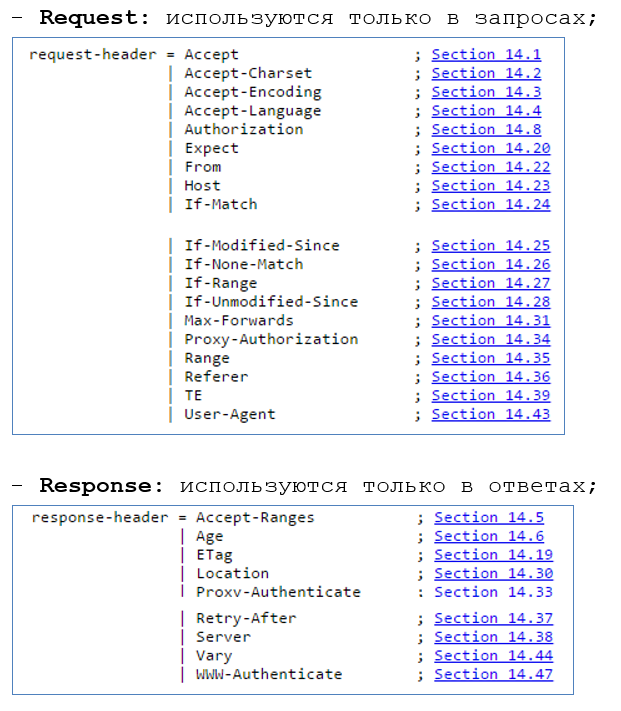 - Request: используются только в запросах;
request-header = Accept ; Section 14.1
| Accept-Charset ; Section 14.2
| Accept-Encoding ; Section 14.3
| Accept-Language ; Section 14.4
| Authorization ; Section 14.8
| Expect ; Section 14.20
| From ; Section 14.22
| Host ; Section 14.23
| If-Match ; Section 14.24
| If-Modified-Since ; Section 14.25
| If-None-Match ; Section 14.26
| If-Range ; Section 14.27
| If-Unmodified-Since ; Section 14.28
| Max-Forwards ; Section 14.31
| Proxy-Authorization ; Section 14.34
| Range ; Section 14.35
| Referer ; Section 14.36
| TE ; Section 14.39
| User-Agent ; Section 14.43
- Response: используются только в ответах;
response-header = Accept-Ranges ; Section 14.5
| Age ; Section 14.6
| ETag ; Section 14.19
| Location ; Section 14.30
| Proxy-Authenticate ; Section 14.33
| Retry-After ; Section 14.37
| Server ; Section 14.38
| Vary ; Section 14.44
| WWW-Authenticate ; Section 14.47